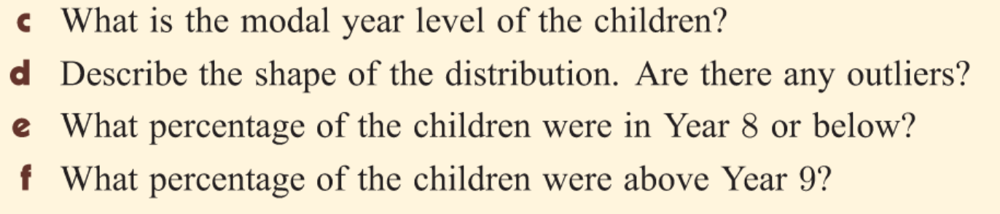 c What is the modal year level of the children?
d Describe the shape of the distribution. Are there any outliers?
e What percentage of the children were in Year 8 or below?
f What percentage of the children were above Year 9?